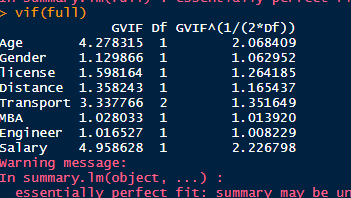 In summary.lm(full) : essentially perfect fit:
> vif(full)
GVIF Df GVIF^(1/(2*Df))
Age 4.278315 1 2.068409
Gender 1.129866 1 1.062952
license 1.598164 1 1.264185
Distance 1.358243 1 1.165437
Transport 3.337766 2 1.351649
MBA 1.028033 1 1.013920
Engineer 1.016527 1 1.008229
Salary 4.958628 1 2.226798
Warning message:
In summary.lm(object, ...) :
essentially perfect fit: summary may be un